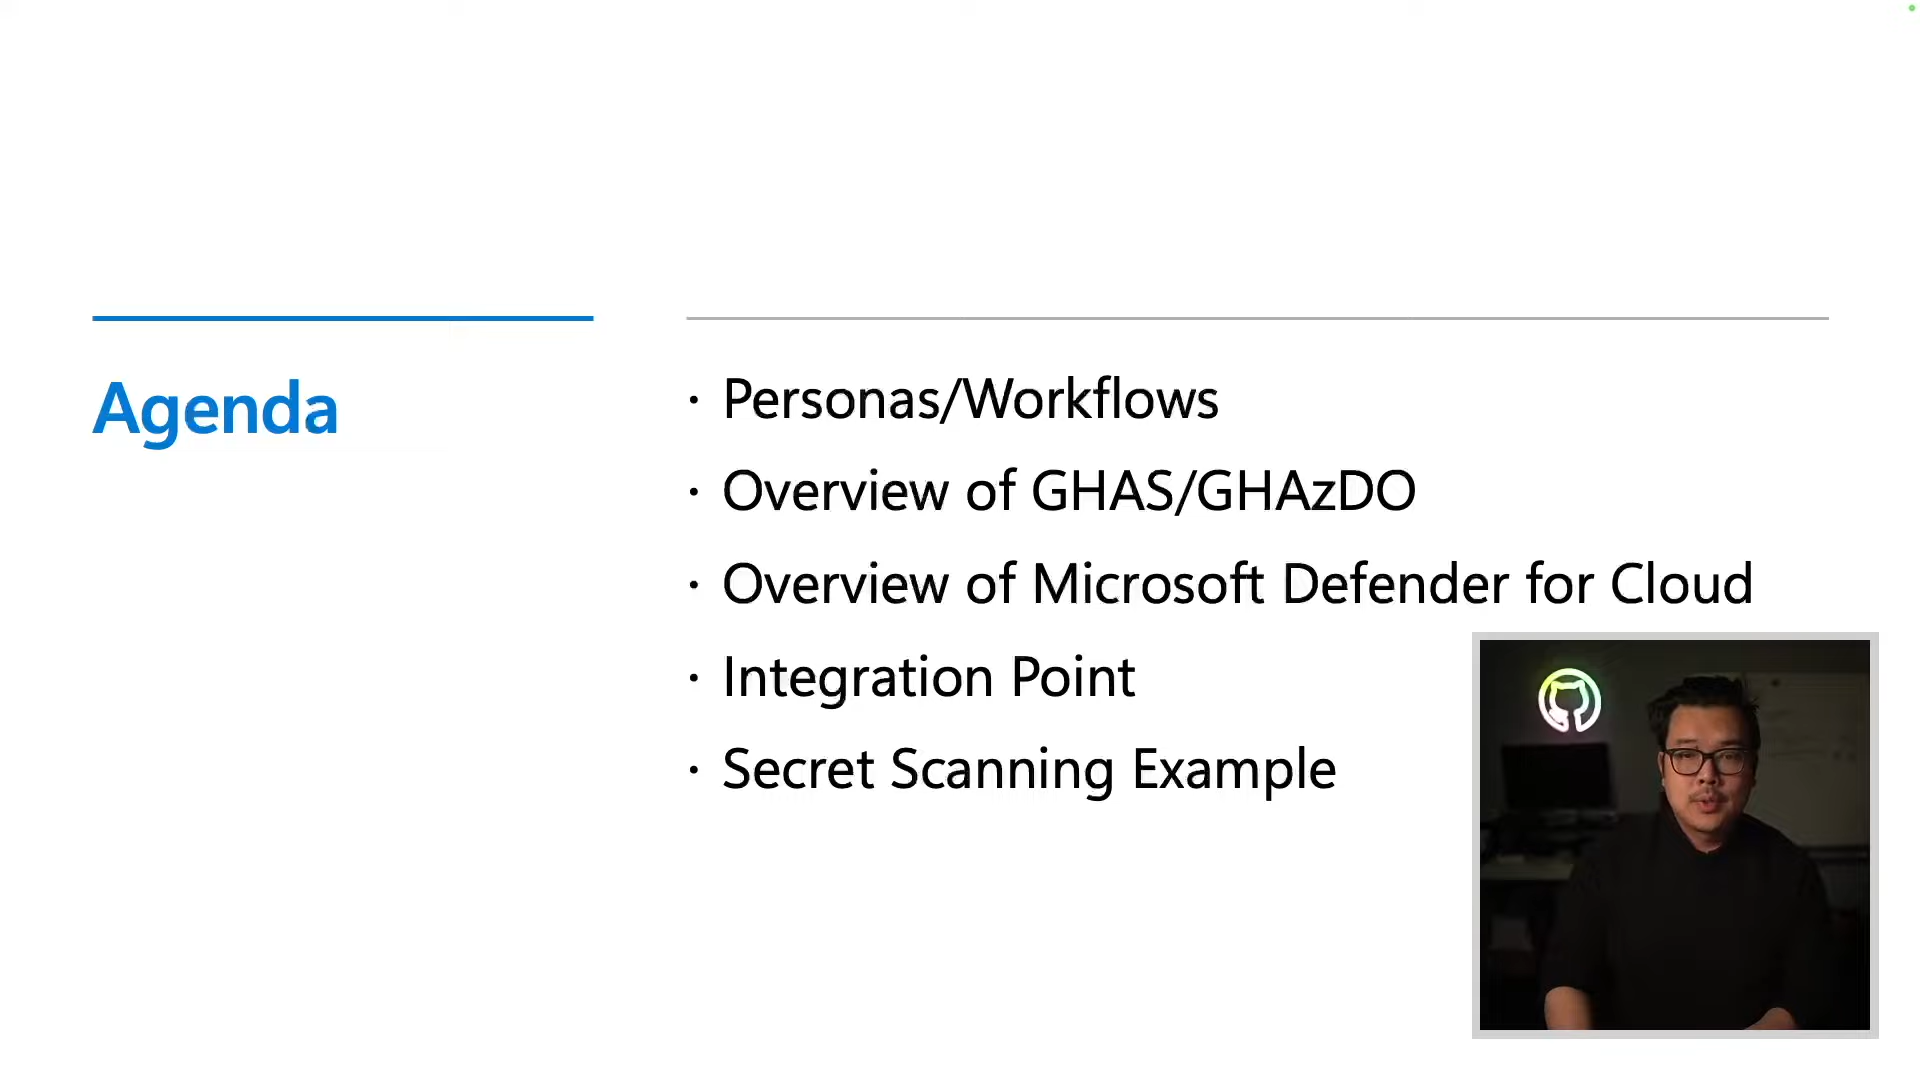 Agenda
· Personas/Workflows
· Overview of GHAS/GHAzDO
· Overview of Microsoft Defender for Cloud
· Integration Point
· Secret Scanning Example